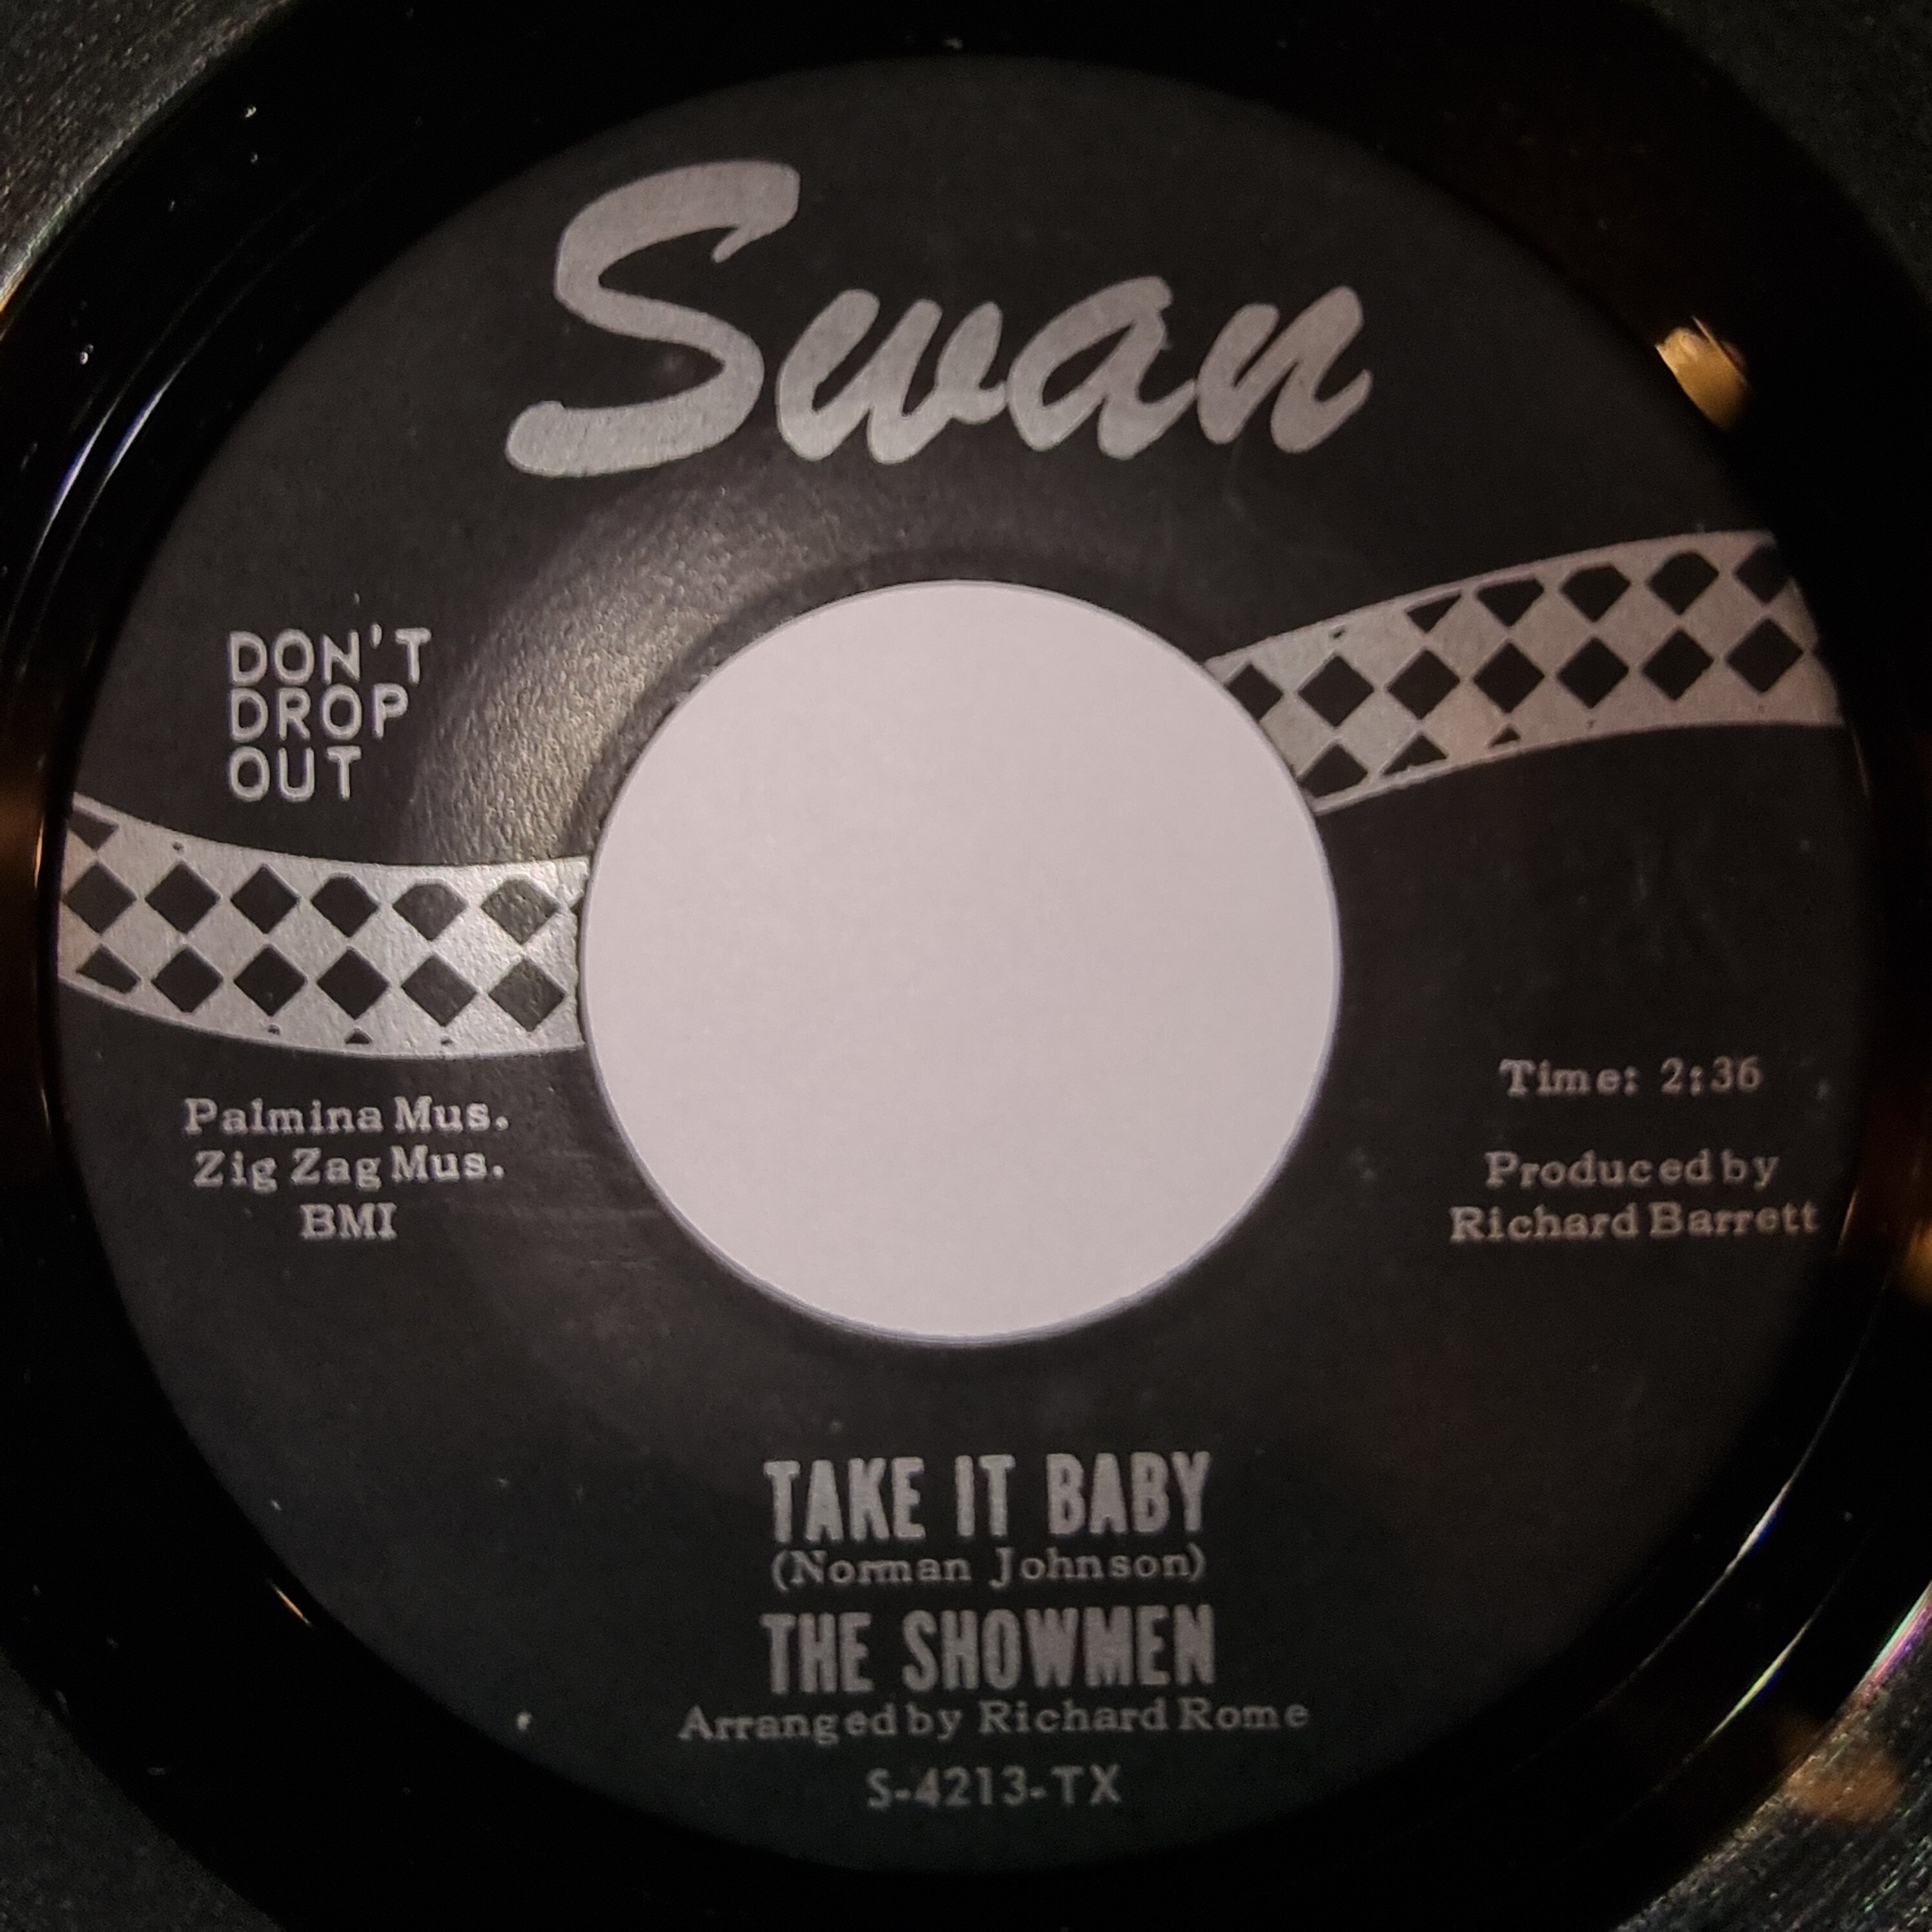 Swan
DON'T
DROP
OUT
Palmina Mus.
Zig Zag Mus.
BMI
Time: 2:36
Produced by
Richard Barrett
TAKE IT BABY
(Norman Johnson)
THE SHOWMEN
Arranged by Richard Rome
S-4213-TX